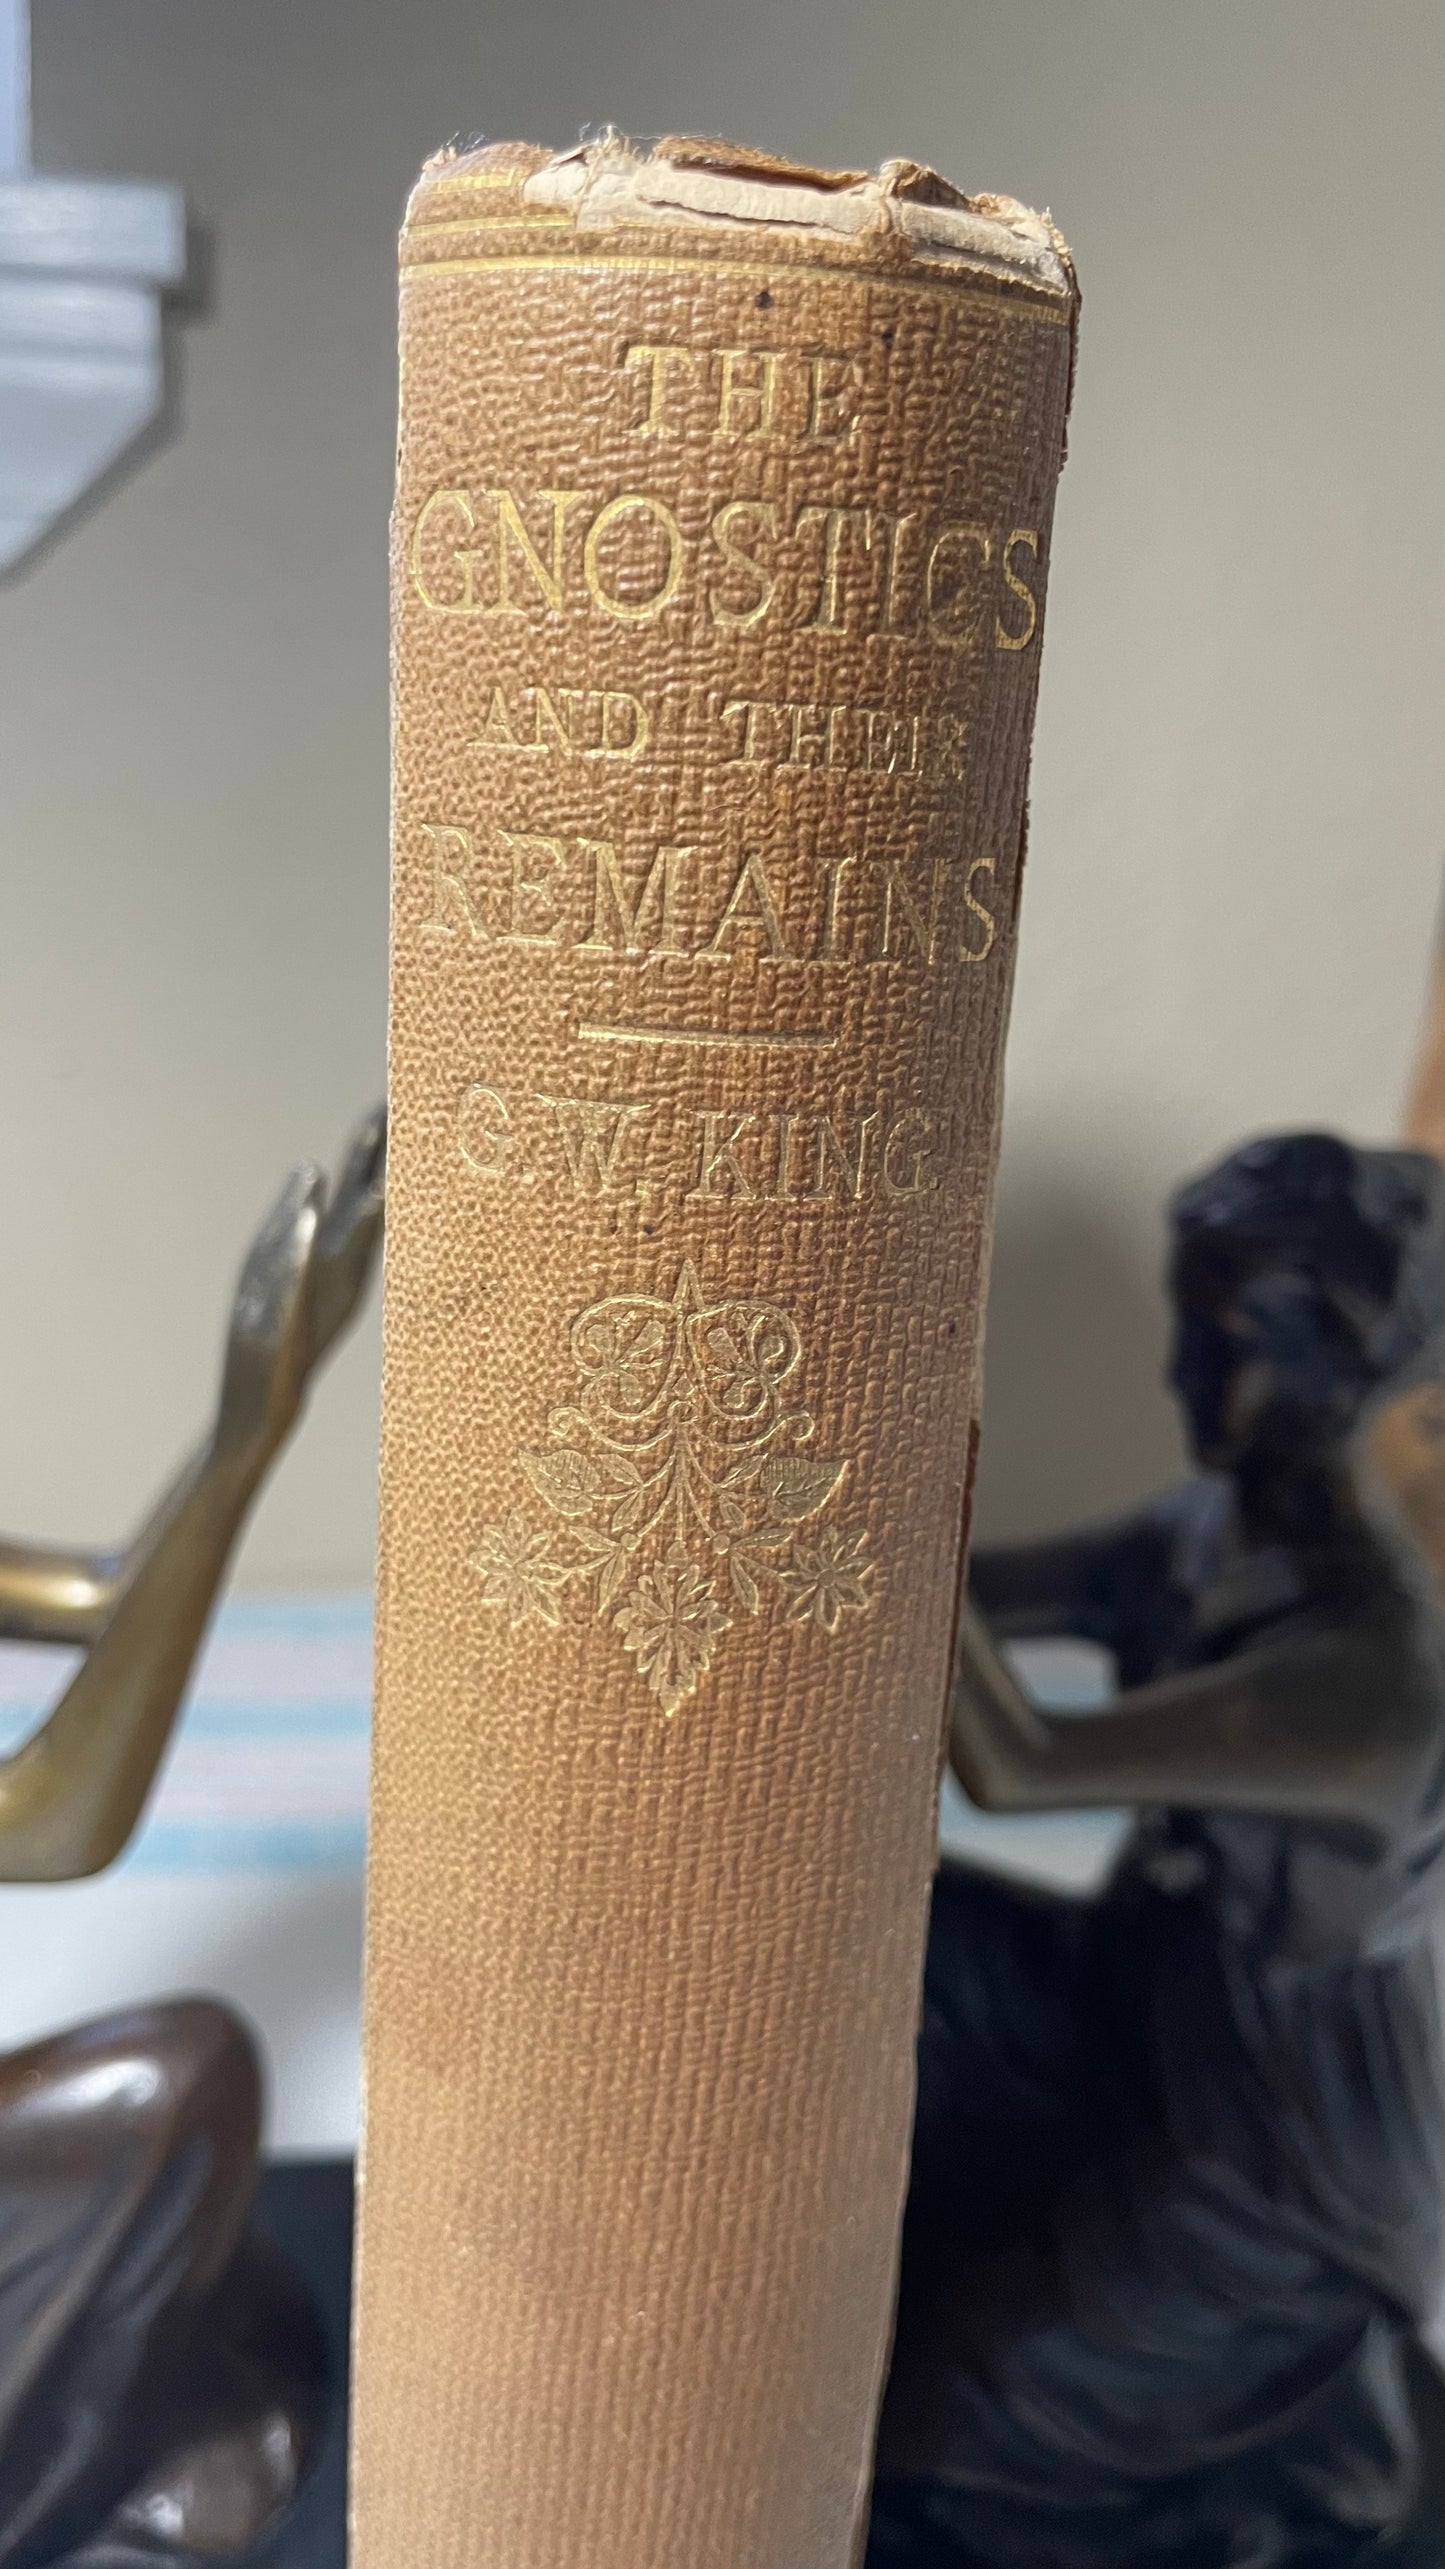 THE
GNOSTICS
AND THEIR
REMAINS
G. W. KING.